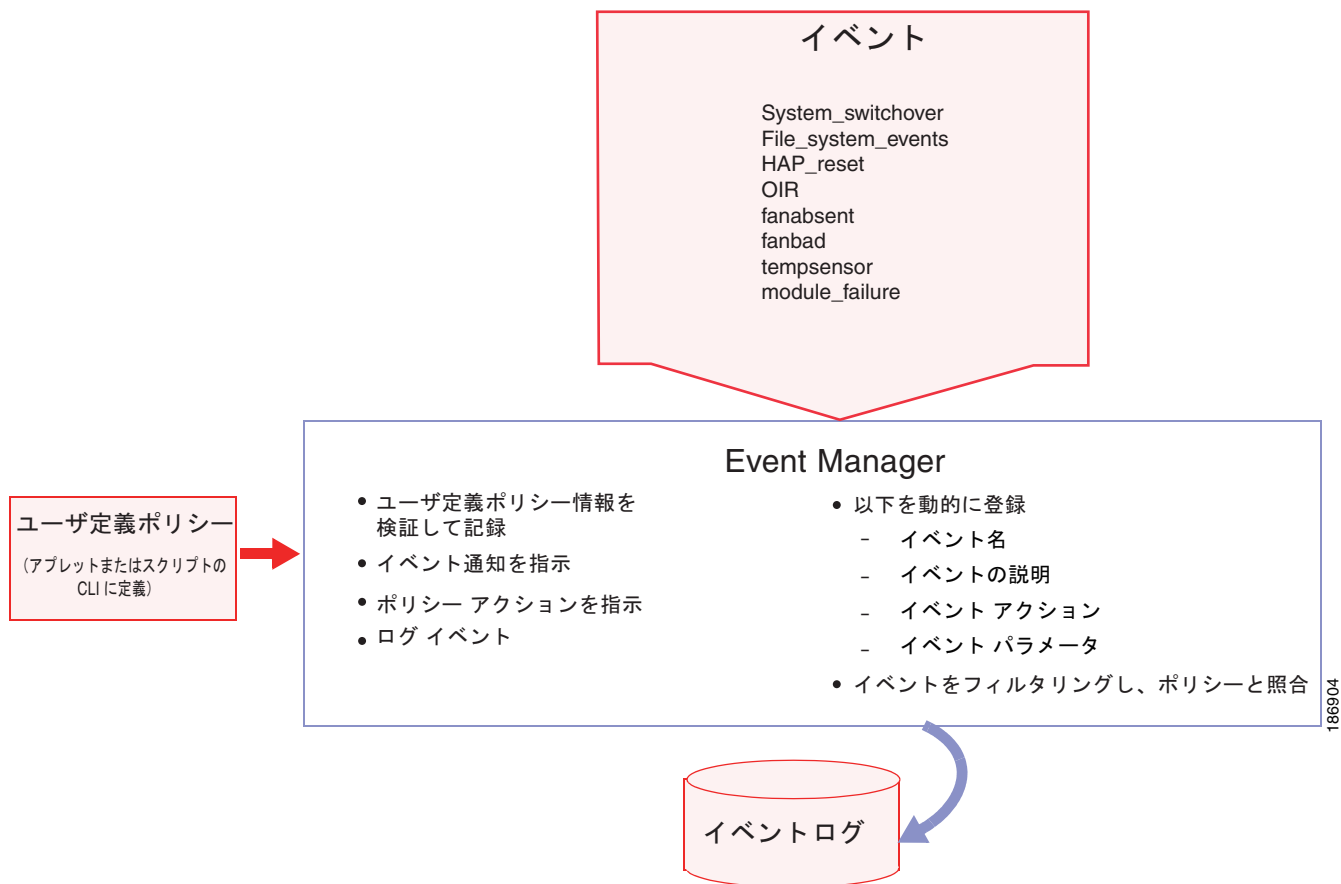 イベント
System_switchover
File_system_events
HAP_reset
OIR
fanabsent
fanbad
tempsensor
module_failure
Event Manager
ユーザ定義ポリシー
（アプレットまたはスクリプトの
CLI に定義）
• ユーザ定義ポリシー情報を
検証して記録
• イベント通知を指示
• ポリシー アクションを指示
• ログ イベント
• 以下を動的に登録
– イベント名
– イベントの説明
– イベント アクション
– イベント パラメータ
• イベントをフィルタリングし、ポリシーと照合
186904
イベントログ